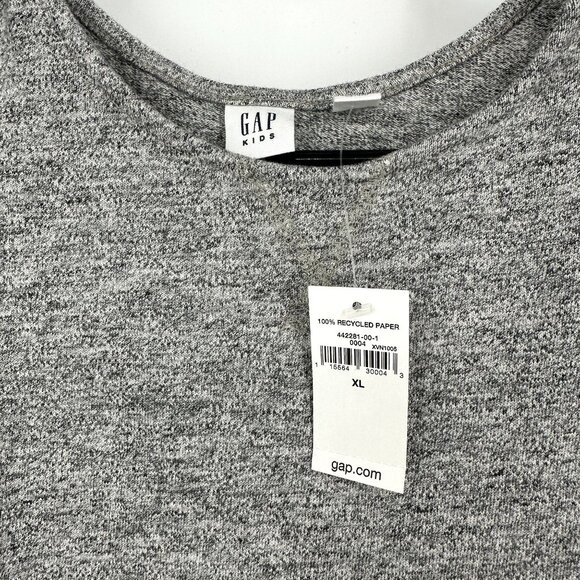 GAP
KIDS
100% RECYCLED PAPER
442281-00-1
0004 XVN1005
1 15564 30004 3
XL
gap.com